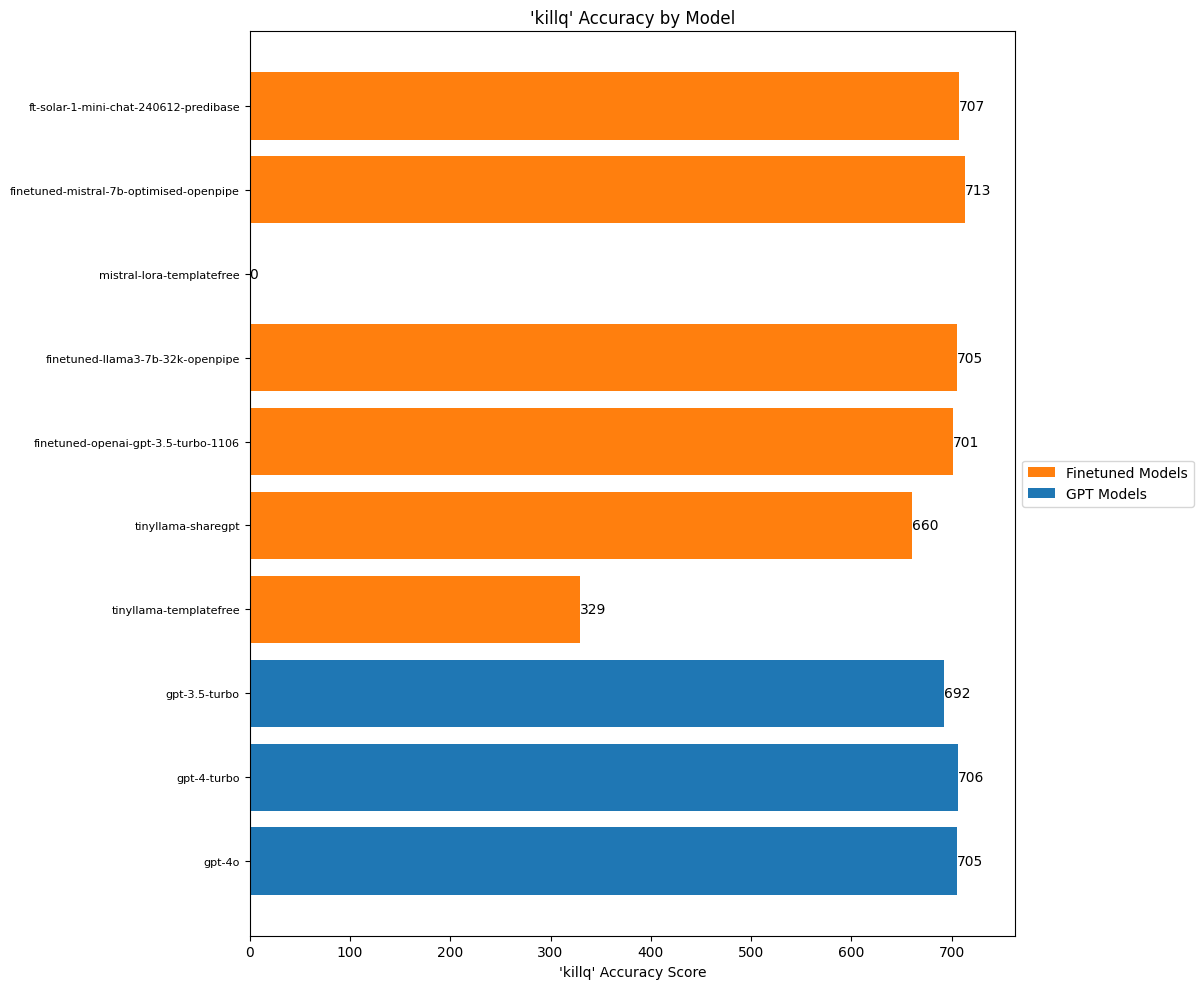 'killq' Accuracy by Model
ft-solar-1-mini-chat-240612-predibase
707
finetuned-mistral-7b-optimised-openpipe
713
mistral-lora-templatefree
0
finetuned-llama3-7b-32k-openpipe
705
finetuned-openai-gpt-3.5-turbo-1106
701
tinyllama-sharegpt
660
tinyllama-templatefree
329
gpt-3.5-turbo
692
gpt-4-turbo
706
gpt-4o
705
0 100 200 300 400 500 600 700
'killq' Accuracy Score
Finetuned Models
GPT Models